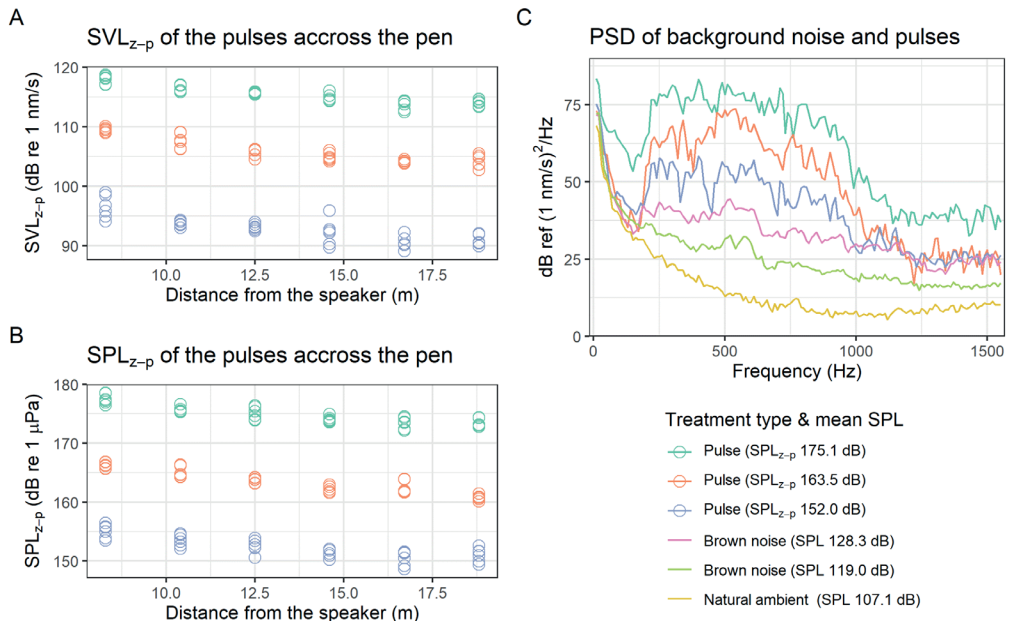 A
SVLz–p of the pulses accross the pen
SVLz–p (dB re 1 nm/s)
120
110
100
90
10.0 12.5 15.0 17.5
Distance from the speaker (m)
B
SPLz–p of the pulses accross the pen
SPLz–p (dB re 1 μPa)
180
170
160
150
10.0 12.5 15.0 17.5
Distance from the speaker (m)
C
PSD of background noise and pulses
dB ref (1 nm/s)²/Hz
75
50
25
0
0 500 1000 1500
Frequency (Hz)
Treatment type & mean SPL
Pulse (SPLz–p 175.1 dB)
Pulse (SPLz–p 163.5 dB)
Pulse (SPLz–p 152.0 dB)
Brown noise (SPL 128.3 dB)
Brown noise (SPL 119.0 dB)
Natural ambient (SPL 107.1 dB)